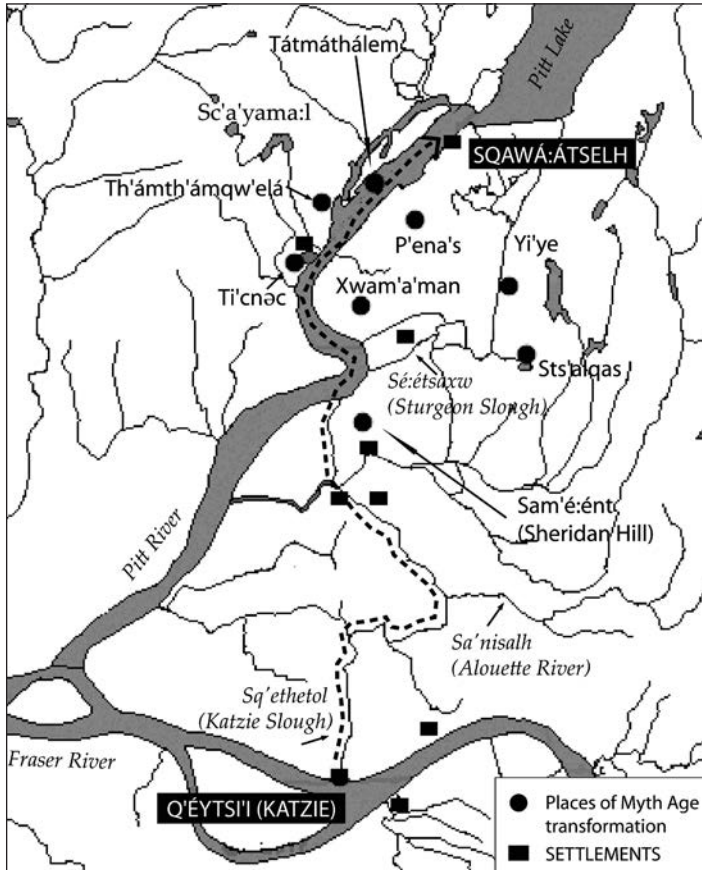 Tátmáthálem
Pitt Lake
Sc'a'yama:l
SQAWÁ:ÁTSELH
Th'ámth'ámqw'elá
P'ena's
Yi'ye
Ti'cnəc
Xwam'a'man
Sts'alqas
Sé:étsaxw
(Sturgeon Slongh)
Sam'é:ént
(Sheridan Hill)
Pitt River
Sa'nisalh
(Alouette River)
Sq'ethetol
(Katzie Slough)
Fraser River
Q'ÉYTSI'I (KATZIE)
Places of Myth Age
transformation
SETTLEMENTS